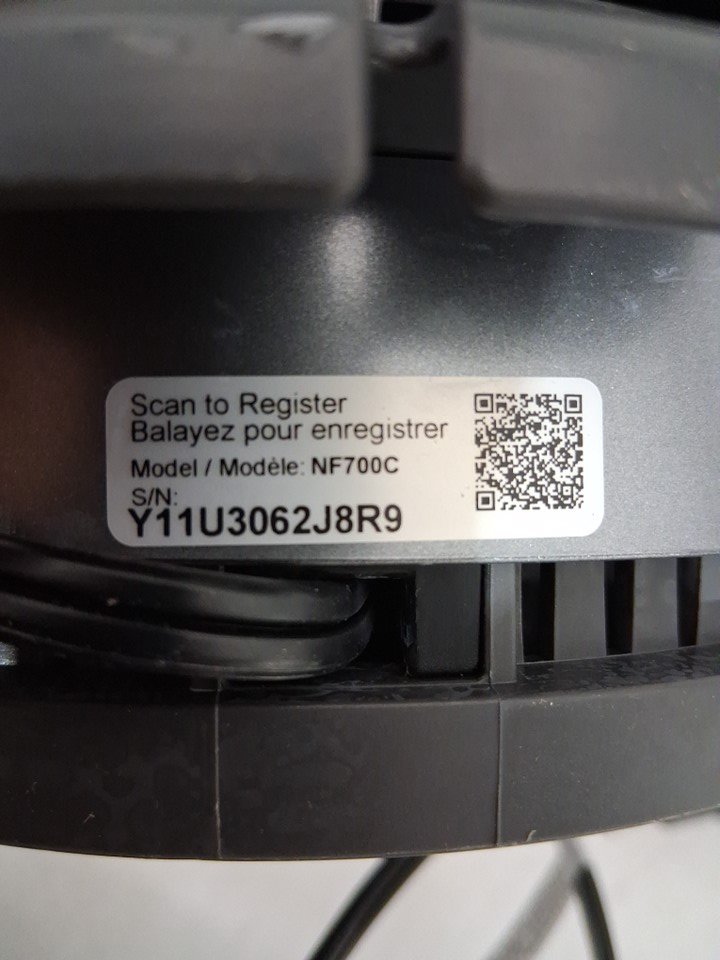 Scan to Register
Balayez pour enregistrer
Model / Modèle: NF700C
S/N:
Y11U3062J8R9